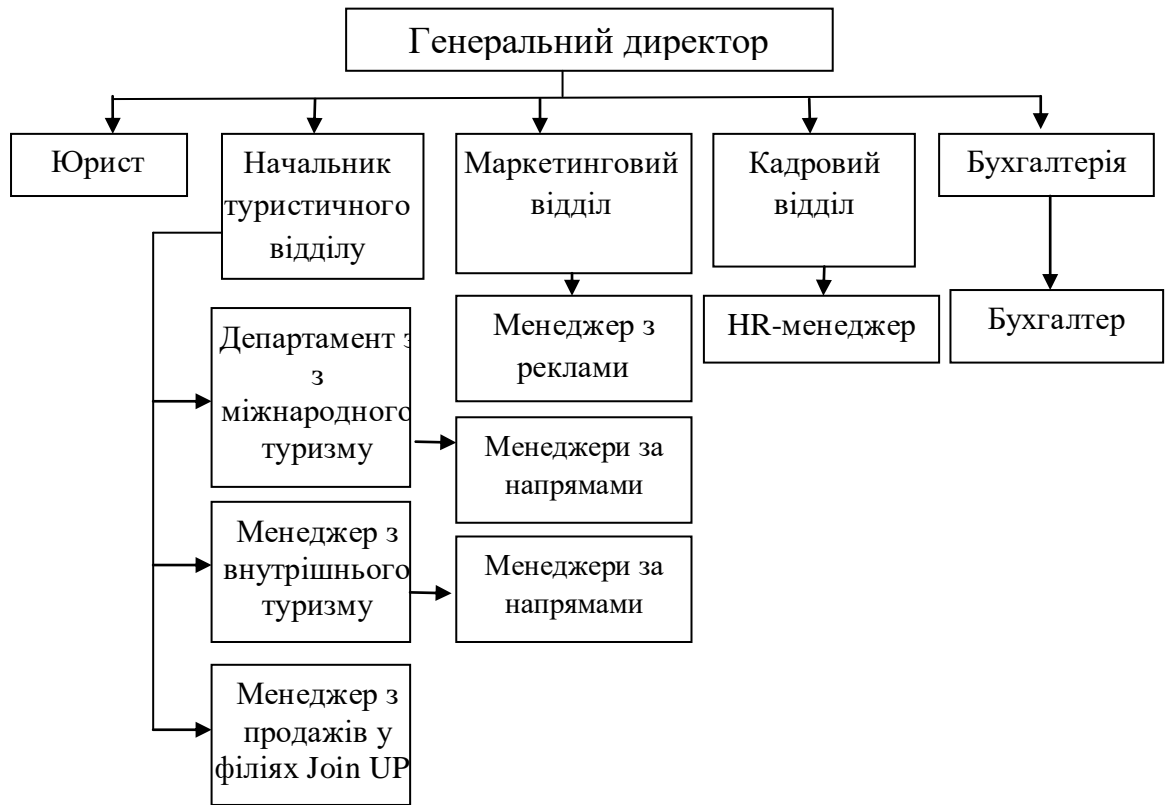 Генеральний директор
Юрист
Начальник
туристичного
відділу
Маркетинговий
відділ
Кадровий
відділ
Бухгалтерія
Департамент з
з
міжнародного
туризму
Менеджер з
реклами
HR-менеджер
Бухгалтер
Менеджери за
напрямами
Менеджер з
внутрішнього
туризму
Менеджери за
напрямами
Менеджер з
продажів у
філіях Join UP